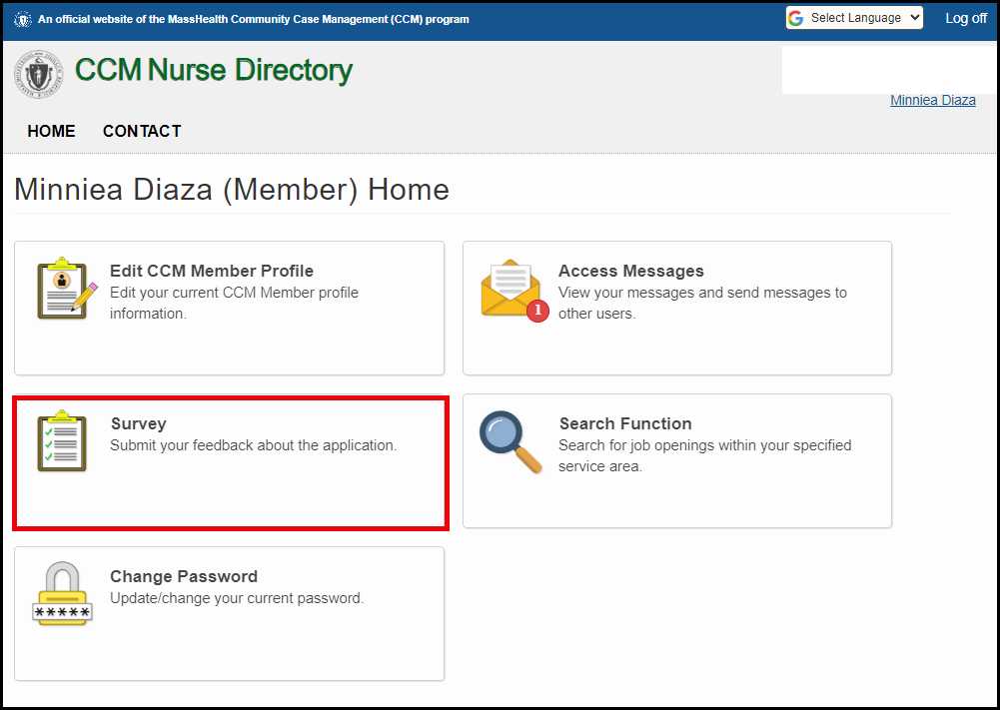 An official website of the MassHealth Community Case Management (CCM) program
Select Language
Log off
CCM Nurse Directory
Minniea Diaza
HOME CONTACT
Minniea Diaza (Member) Home
Edit CCM Member Profile
Edit your current CCM Member profile
information.
Access Messages
View your messages and send messages to
other users.
1
Survey
Submit your feedback about the application.
Search Function
Search for job openings within your specified
service area.
Change Password
Update/change your current password.
*****